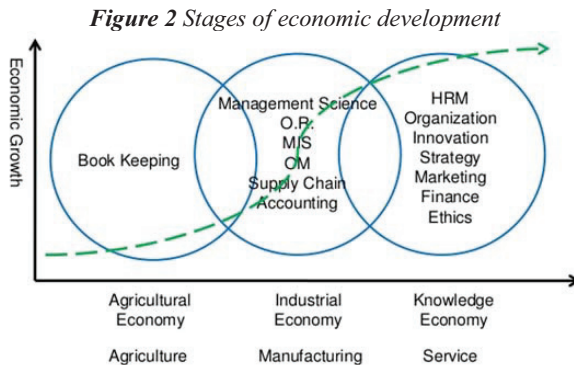 Figure 2 Stages of economic development
Economic Growth
Book Keeping
Management Science
O.R.
MIS
OM
Supply Chain
Accounting
HRM
Organization
Innovation
Strategy
Marketing
Finance
Ethics
Agricultural
Economy
Industrial
Economy
Knowledge
Economy
Agriculture
Manufacturing
Service